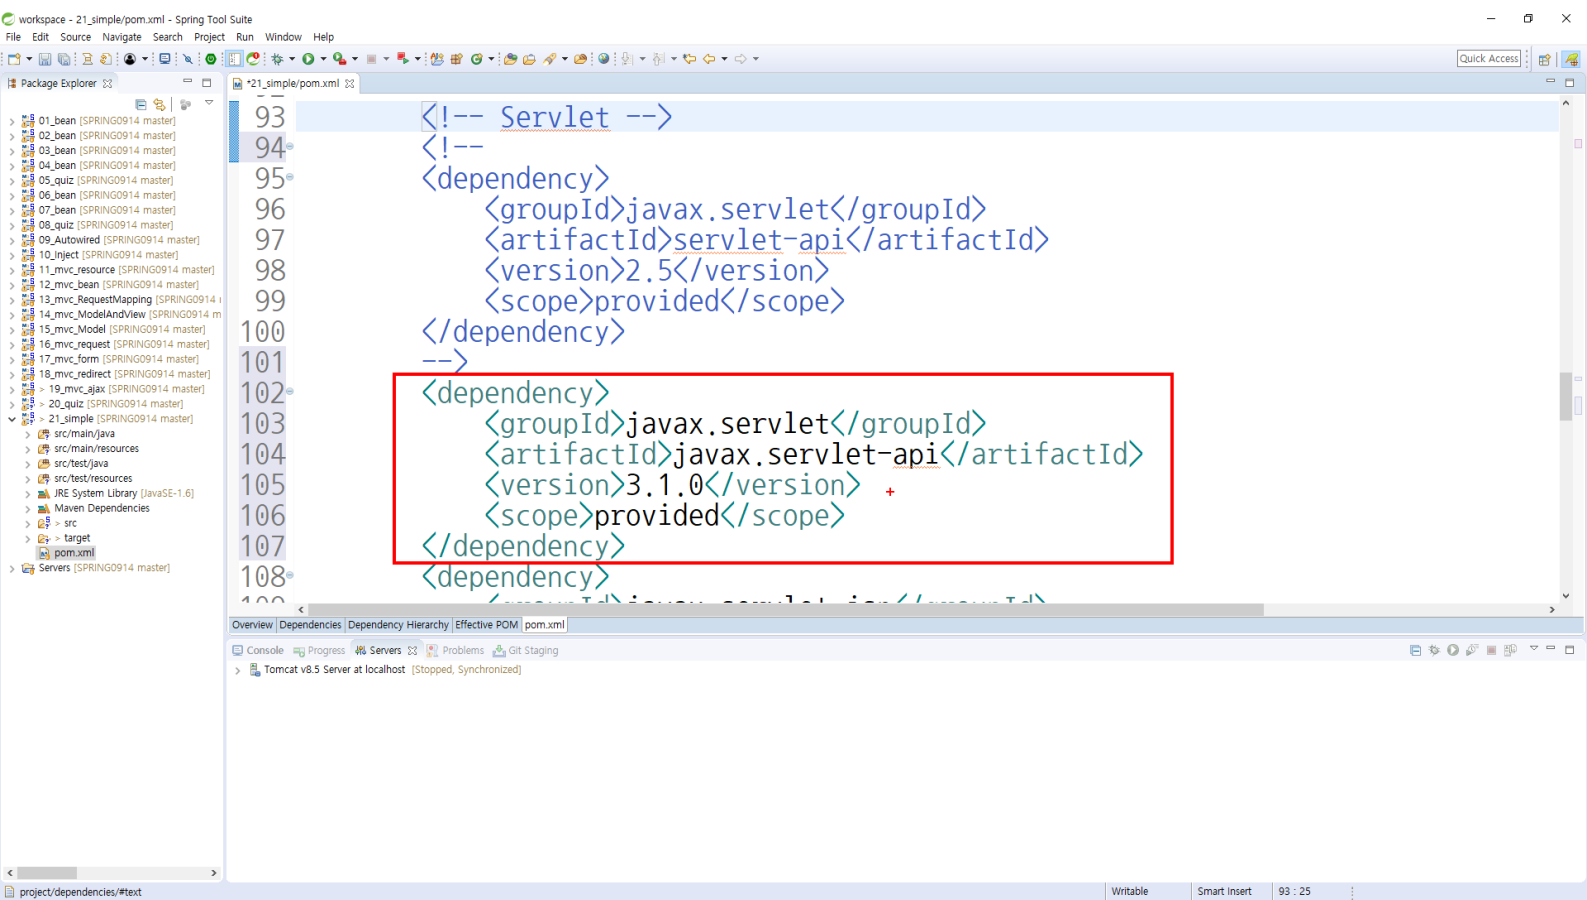 workspace - 21_simple/pom.xml - Spring Tool Suite
File Edit Source Navigate Search Project Run Window Help
Quick Access
Package Explorer
*21_simple/pom.xml
01_bean [SPRING0914 master]
02_bean [SPRING0914 master]
03_bean [SPRING0914 master]
04_bean [SPRING0914 master]
05_quiz [SPRING0914 master]
06_bean [SPRING0914 master]
07_bean [SPRING0914 master]
08_quiz [SPRING0914 master]
09_Autowired [SPRING0914 master]
10_Inject [SPRING0914 master]
11_mvc_resource [SPRING0914 master]
12_mvc_bean [SPRING0914 master]
13_mvc_RequestMapping [SPRING0914
14_mvc_ModelAndView [SPRING0914 m
15_mvc_Model [SPRING0914 master]
16_mvc_request [SPRING0914 master]
17_mvc_form [SPRING0914 master]
18_mvc_redirect [SPRING0914 master]
> 19_mvc_ajax [SPRING0914 master]
> 20_quiz [SPRING0914 master]
> 21_simple [SPRING0914 master]
src/main/java
src/main/resources
src/test/java
src/test/resources
JRE System Library [JavaSE-1.6]
Maven Dependencies
> src
> target
pom.xml
Servers [SPRING0914 master]
93 <!-- Servlet -->
94 <!--
95 <dependency>
96 <groupId>javax.servlet</groupId>
97 <artifactId>servlet-api</artifactId>
98 <version>2.5</version>
99 <scope>provided</scope>
100 </dependency>
101 -->
102 <dependency>
103 <groupId>javax.servlet</groupId>
104 <artifactId>javax.servlet-api</artifactId>
105 <version>3.1.0</version>
106 <scope>provided</scope>
107 </dependency>
108 <dependency>
Overview Dependencies Dependency Hierarchy Effective POM pom.xml
Console Progress Servers Problems Git Staging
Tomcat v8.5 Server at localhost [Stopped, Synchronized]
project/dependencies/#text Writable Smart Insert 93 : 25